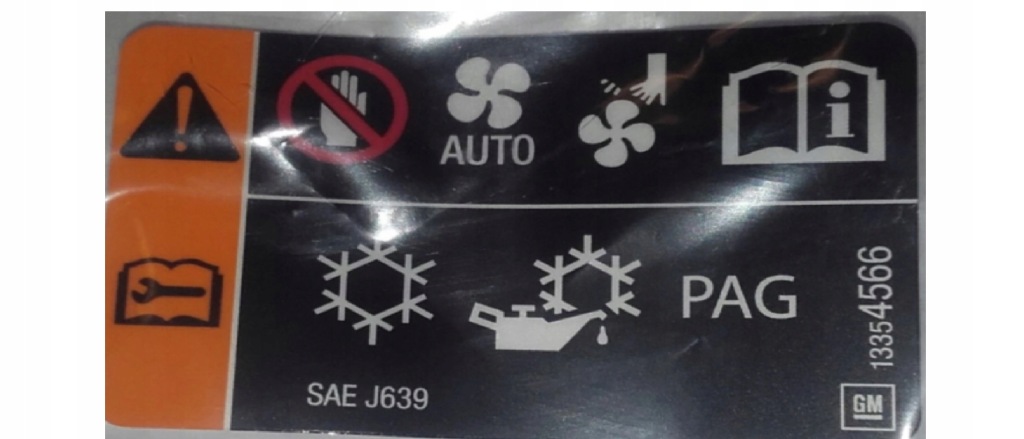 AUTO
i
PAG
13354566
SAE J639
GM